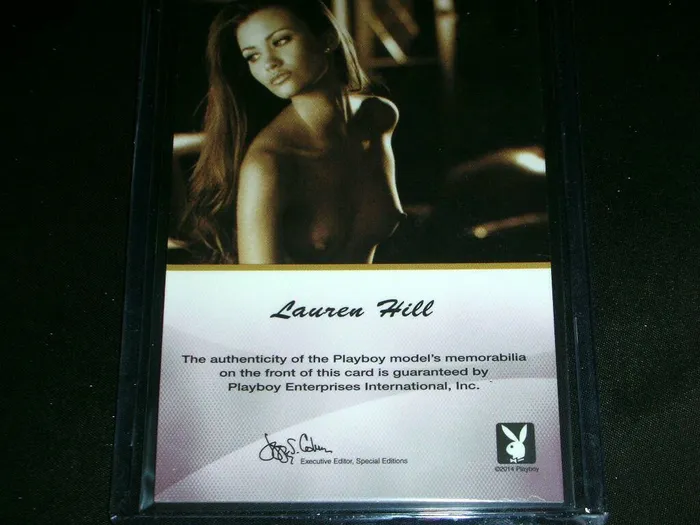 Lauren Hill
The authenticity of the Playboy model's memorabilia
on the front of this card is guaranteed by
Playboy Enterprises International, Inc.
Executive Editor, Special Editions
©2014 Playboy